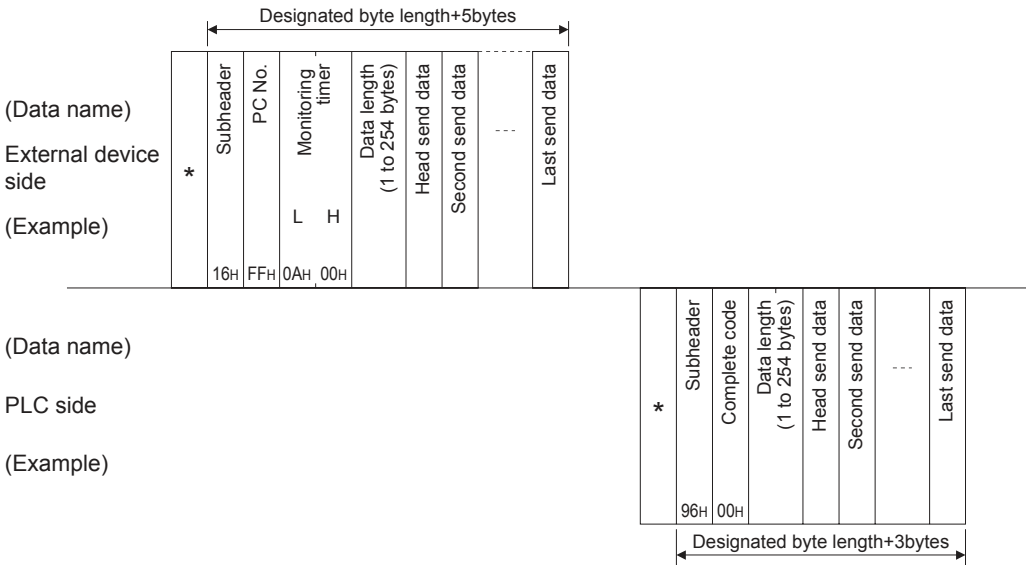 Designated byte length+5bytes
(Data name)
External device
side
(Example)
*
Subheader
16H
PC No.
FFH
Monitoring
timer
L H
0AH 00H
Data length
(1 to 254 bytes)
Head send data
Second send data
Last send data
(Data name)
PLC side
(Example)
*
Subheader
96H
Complete code
00H
Data length
(1 to 254 bytes)
Head send data
Second send data
Last send data
Designated byte length+3bytes